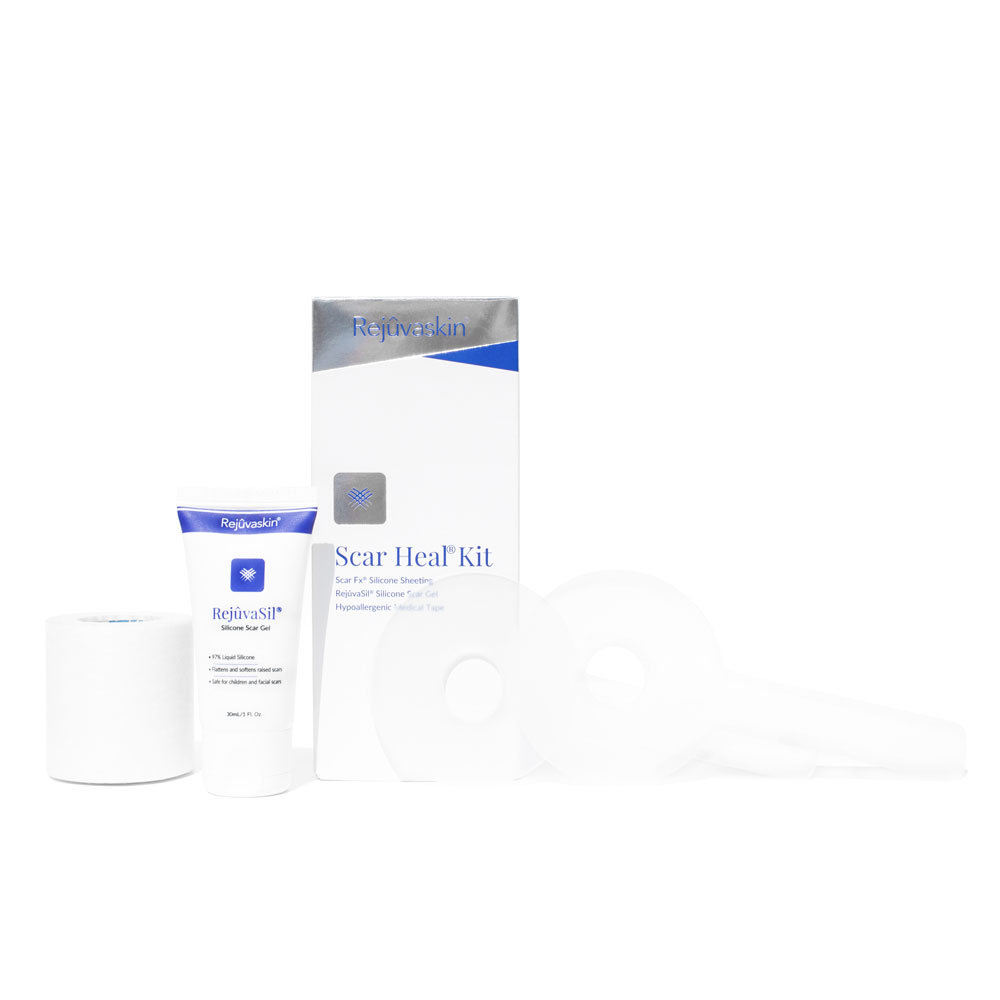 Rejûvaskin
Scar Heal® Kit
Scar Fx® Silicone Sheeting
RejûvaSil® Silicone Scar Gel
Hypoallergenic Medical Tape
Rejûvaskin®
RejûvaSil®
Silicone Scar Gel
• 97% Liquid Silicone
• Flattens and softens raised scars
• Safe for children and facial scars
30mL/1 Fl. Oz.